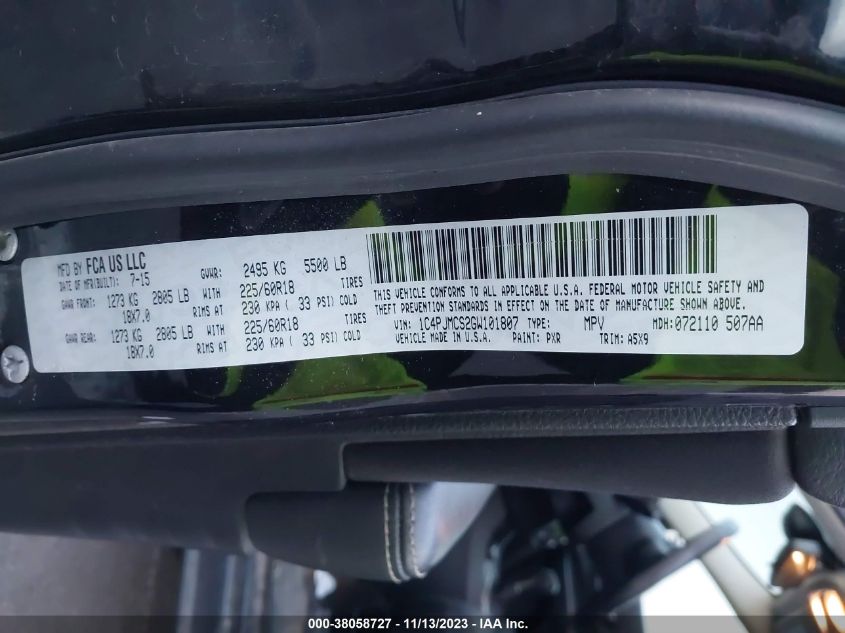 MFD BY FCA US LLC
DATE OF MFR(BUILT): 7-15 GVWR: 2495 KG 5500 LB
GAWR FRONT: 1273 KG 2805 LB WITH 225/60R18 TIRES
18X7.0 RIMS AT 230 KPA ( 33 PSI) COLD
GAWR REAR: 1273 KG 2805 LB WITH 225/60R18 TIRES
18X7.0 RIMS AT 230 KPA ( 33 PSI) COLD
THIS VEHICLE CONFORMS TO ALL APPLICABLE U.S.A. FEDERAL MOTOR VEHICLE SAFETY AND
THEFT PREVENTION STANDARDS IN EFFECT ON THE DATE OF MANUFACTURE SHOWN ABOVE.
VIN: 1C4PJMCS2GW101807 TYPE: MPV MDH: 072110 507AA
VEHICLE MADE IN U.S.A. PAINT: PXR TRIM: A5X9
000-38058727 - 11/13/2023 - IAA Inc.